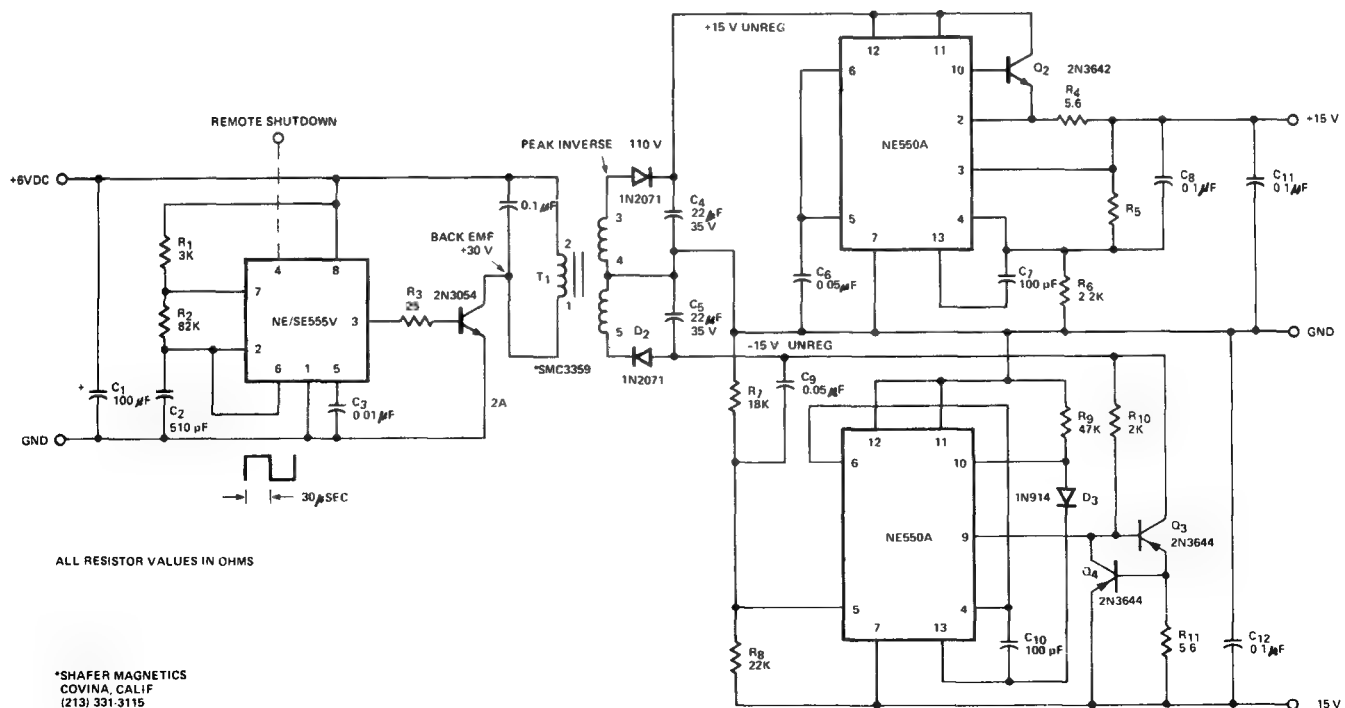 +15 V UNREG
12
11
6
10
Q2
2N3642
R4
5.6
2
+15 V
NE550A
3
C8
0.1µF
C11
0.1µF
R5
5
4
7
13
C6
0.05µF
C7
100 pF
R6
2.2K
GND
REMOTE SHUTDOWN
PEAK INVERSE
110 V
+6VDC
1N2071
0.1µF
3
C4
22µF
35 V
BACK EMF
+30 V
2
T1
4
1
R1
3K
4
8
7
2N3054
R3
25
R2
82K
NE/SE555V
3
C5
22µF
35 V
5
D2
-15 V UNREG
*SMC3359
1N2071
2
6
1
5
+
C1
100µF
C2
510 pF
C3
0.01µF
2A
GND
30µSEC
R7
18K
C9
0.05µF
12
11
R9
47K
R10
2K
6
10
1N914
D3
NE550A
9
Q3
2N3644
Q4
2N3644
5
4
7
13
C10
100 pF
R8
22K
R11
5.6
C12
0.1µF
15 V
ALL RESISTOR VALUES IN OHMS
*SHAFER MAGNETICS
COVINA, CALIF
(213) 331-3115